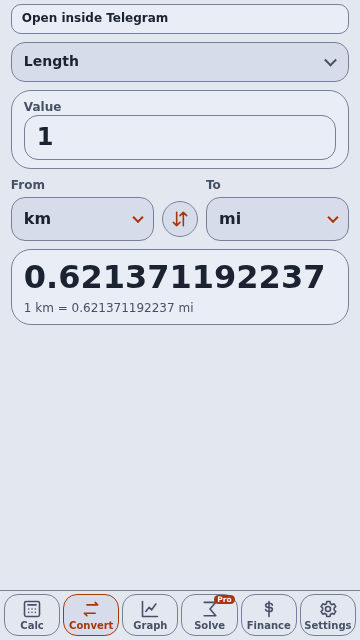 Open inside Telegram
Length
Value
1
From To
km mi
0.621371192237
1 km = 0.621371192237 mi
Pro
Calc Convert Graph Solve Finance Settings